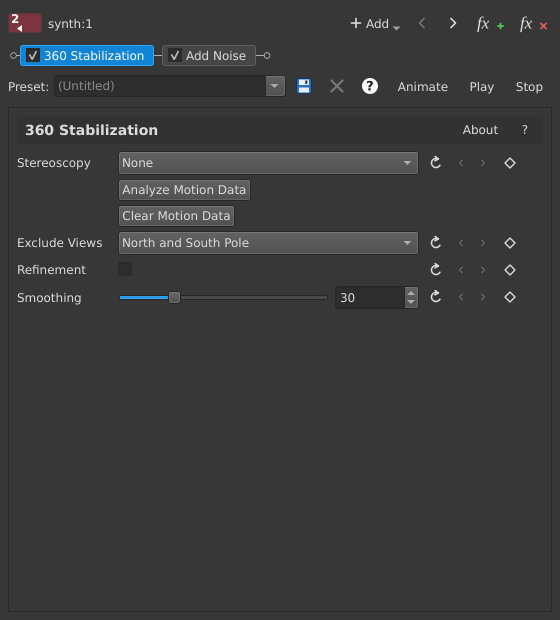 2 synth:1 + Add fx + fx ×
360 Stabilization Add Noise
Preset: (Untitled) ? Animate Play Stop
360 Stabilization About ?
Stereoscopy None
Analyze Motion Data
Clear Motion Data
Exclude Views North and South Pole
Refinement
Smoothing 30